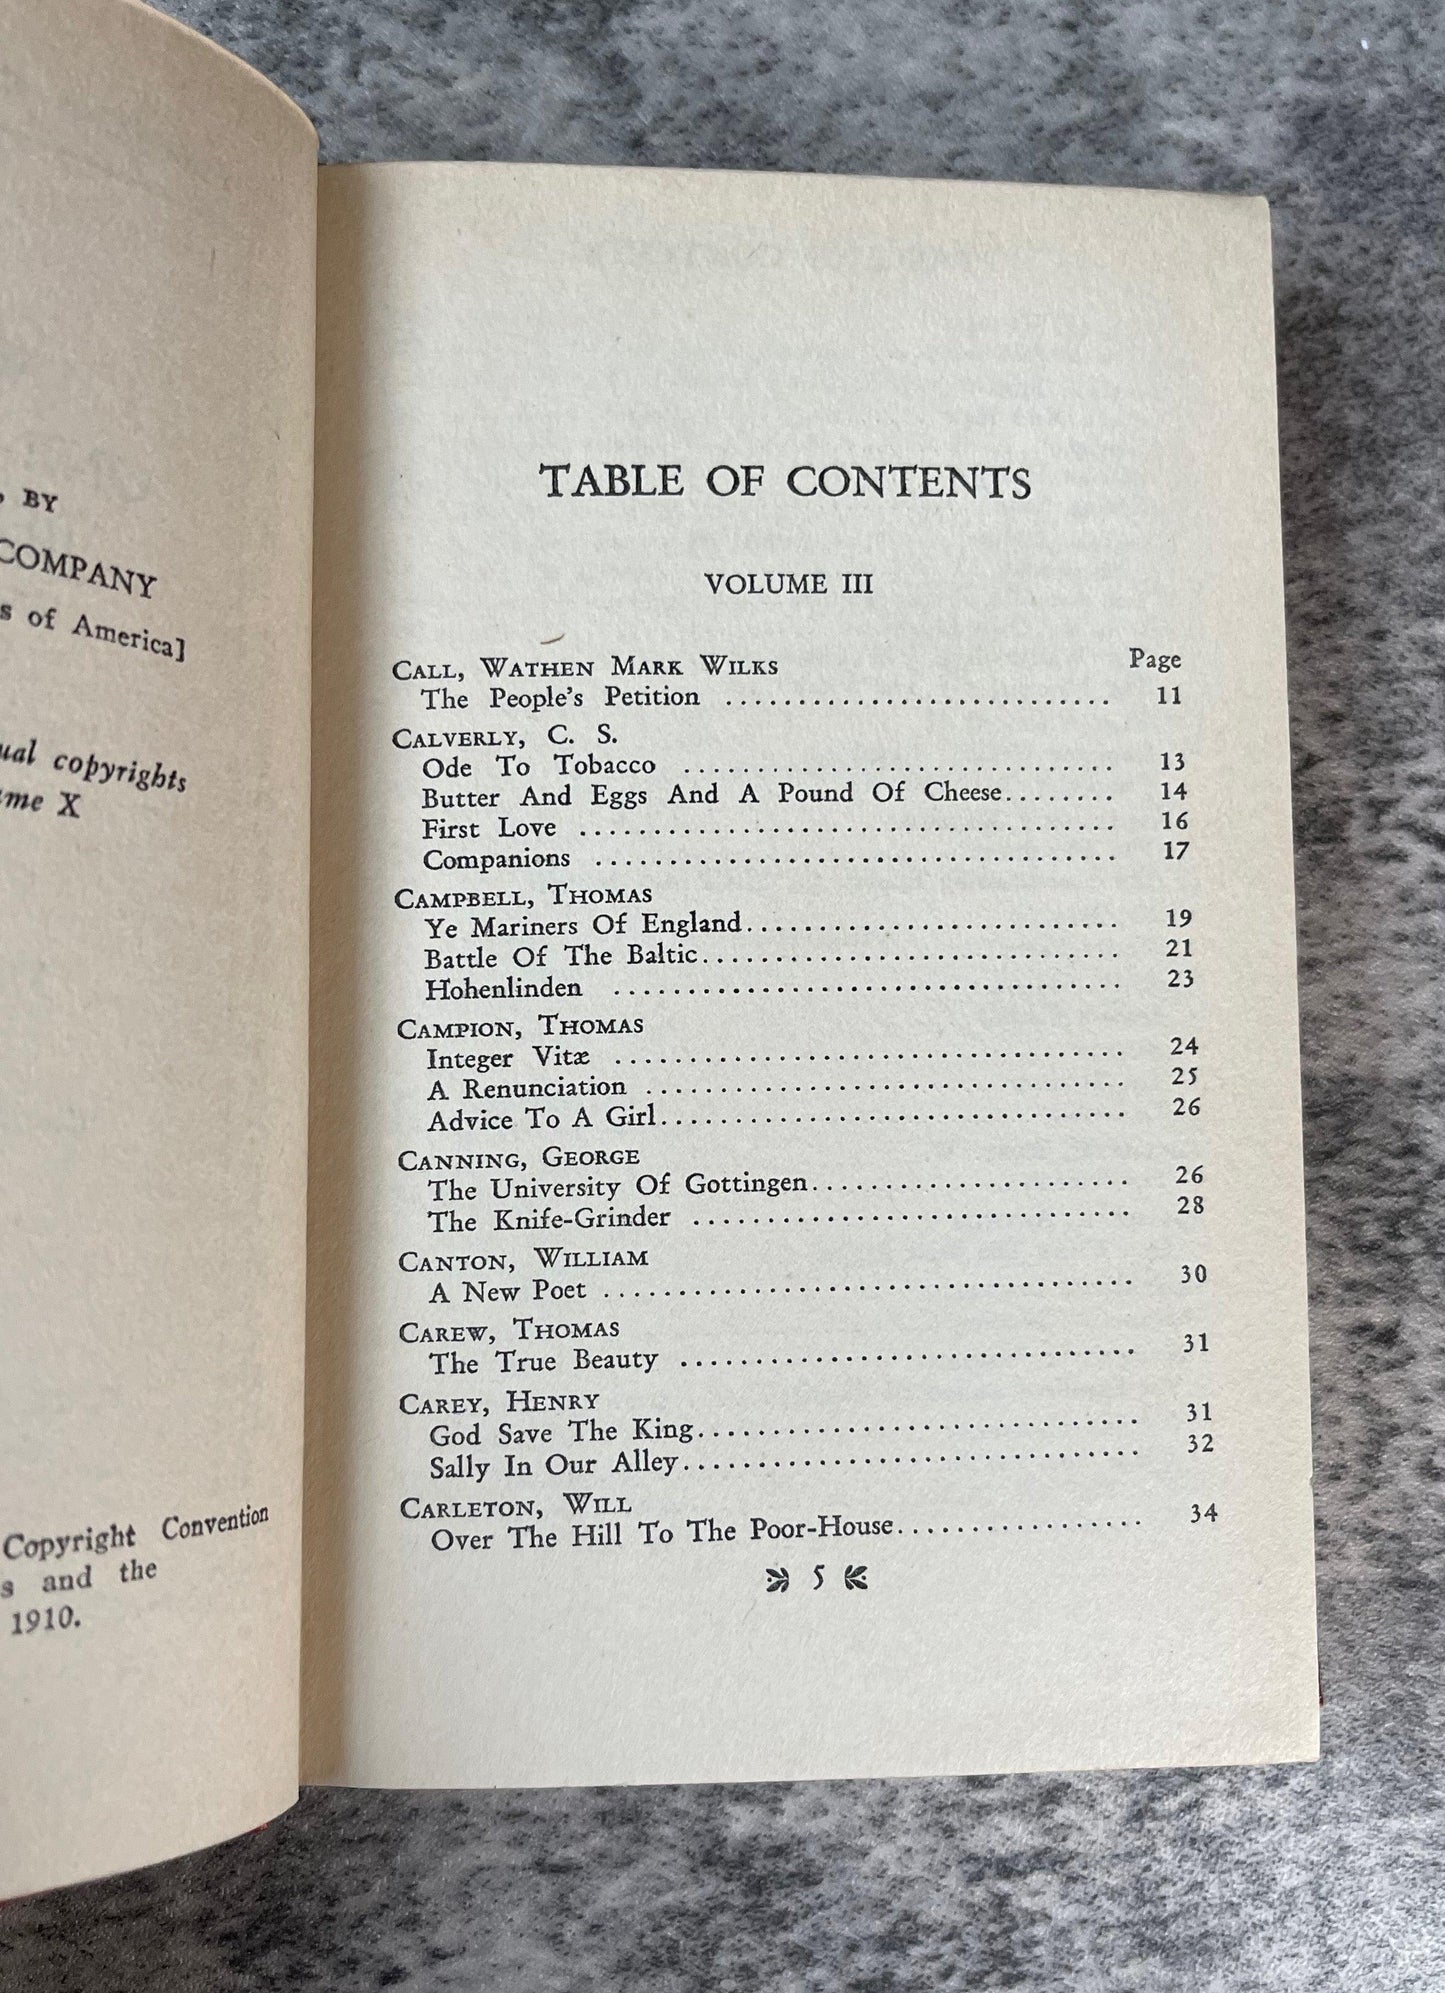 , BY
COMPANY
s of America]
ual copyrights
me X
Copyright Convention
s and the
1910.
TABLE OF CONTENTS
VOLUME III
Page
CALL, WATHEN MARK WILKS
The People's Petition ........................... 11
CALVERLY, C. S.
Ode To Tobacco .............................. 13
Butter And Eggs And A Pound Of Cheese........ 14
First Love ..................................... 16
Companions .................................... 17
CAMPBELL, THOMAS
Ye Mariners Of England.......................... 19
Battle Of The Baltic............................. 21
Hohenlinden ................................... 23
CAMPION, THOMAS
Integer Vitæ ................................... 24
A Renunciation ................................. 25
Advice To A Girl................................ 26
CANNING, GEORGE
The University Of Gottingen...................... 26
The Knife-Grinder .............................. 28
CANTON, WILLIAM
A New Poet .................................... 30
CAREW, THOMAS
The True Beauty ............................... 31
CAREY, HENRY
God Save The King.............................. 31
Sally In Our Alley............................... 32
CARLETON, WILL
Over The Hill To The Poor-House................. 34
5